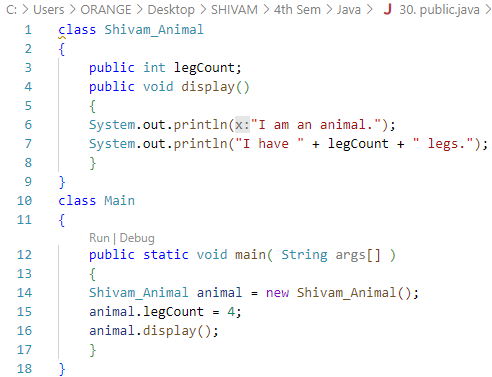 C: > Users > ORANGE > Desktop > SHIVAM > 4th Sem > Java > J 30. public.java >
1 class Shivam_Animal
2 {
3 public int legCount;
4 public void display()
5 {
6 System.out.println(x:"I am an animal.");
7 System.out.println("I have " + legCount + " legs.");
8 }
9 }
10 class Main
11 {
Run | Debug
12 public static void main( String args[] )
13 {
14 Shivam_Animal animal = new Shivam_Animal();
15 animal.legCount = 4;
16 animal.display();
17 }
18 }